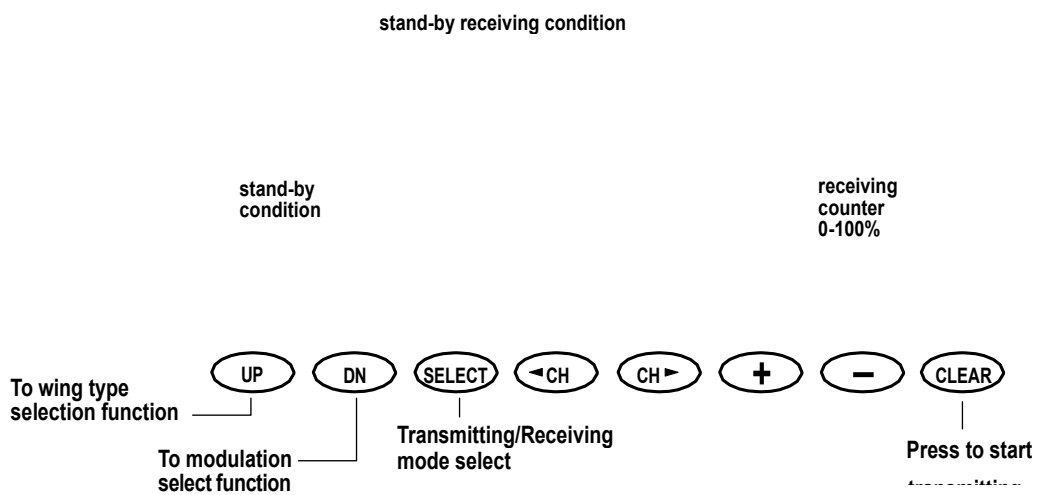 stand-by receiving condition
stand-by
condition
receiving
counter
0-100%
UP DN SELECT ◄CH CH► + − CLEAR
To wing type
selection function
To modulation
select function
Transmitting/Receiving
mode select
Press to start
transmitting